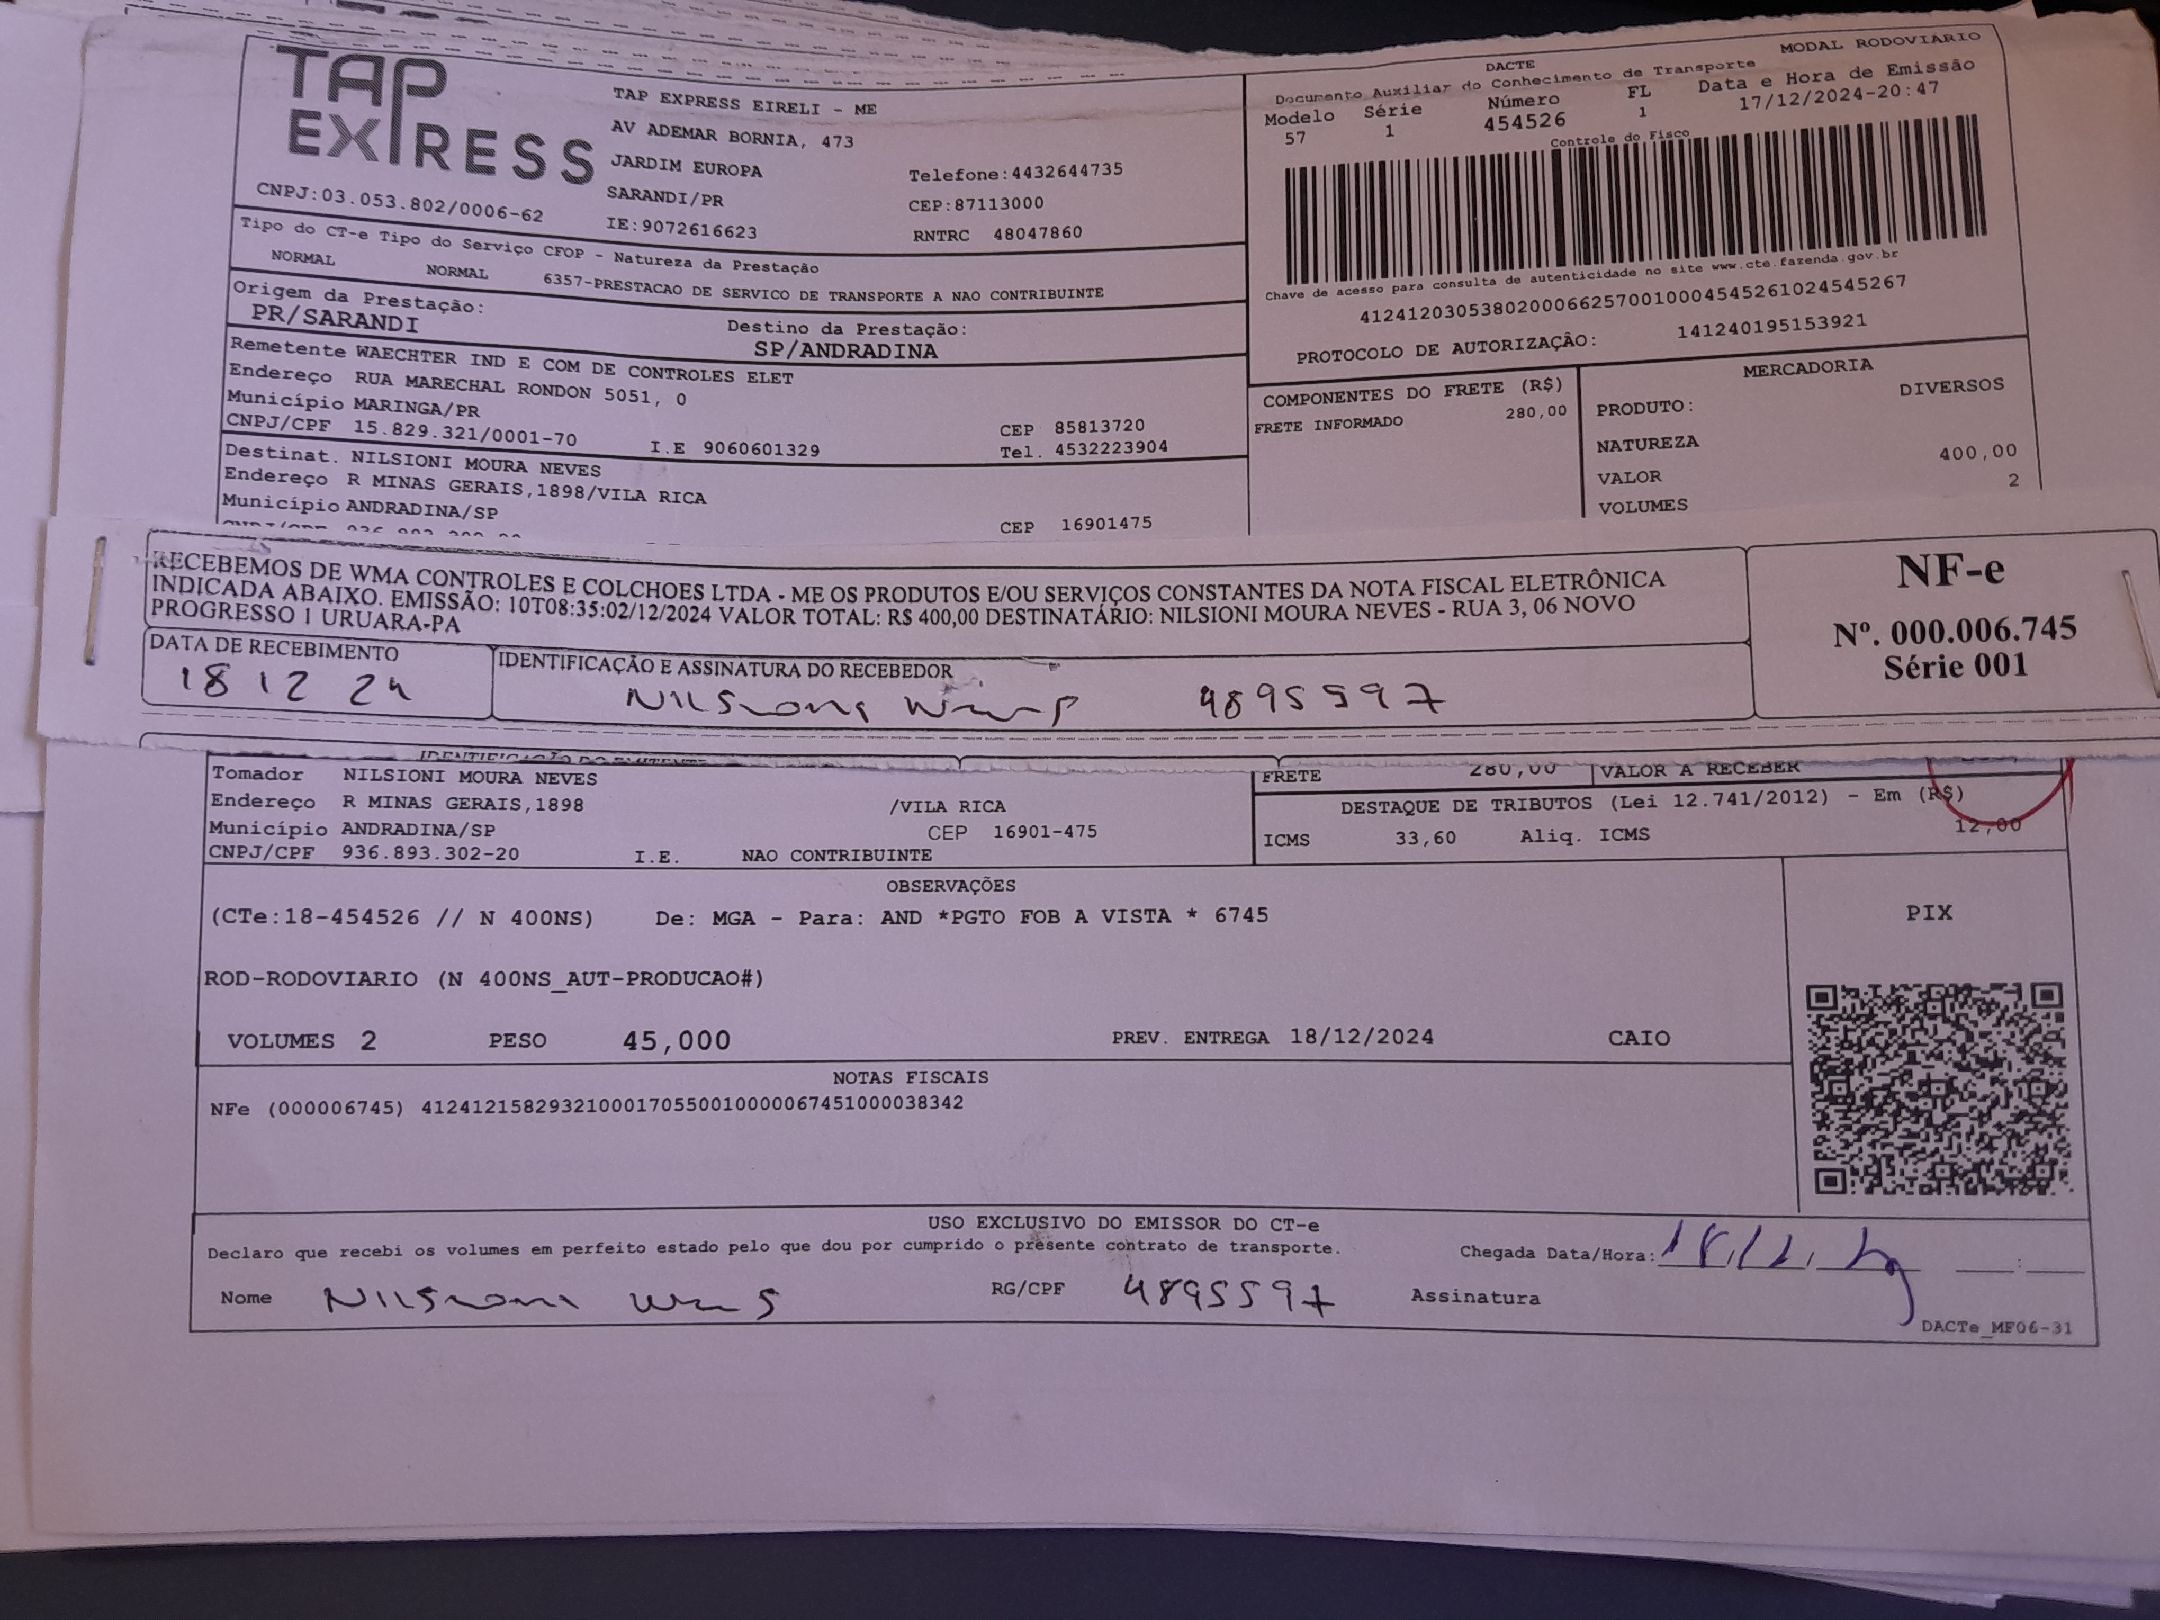 TAP
EXPRESS
CNPJ:03.053.802/0006-62
TAP EXPRESS EIRELI - ME
AV ADEMAR BORNIA, 473
JARDIM EUROPA
SARANDI/PR
IE:9072616623
Telefone:4432644735
CEP:87113000
RNTRC 48047860
DACTE
MODAL RODOVIARIO
Documento Auxiliar do Conhecimento de Transporte
Modelo Série Número FL Data e Hora de Emissão
57 1 454526 1 17/12/2024-20:47
Controle do Fisco
Chave de acesso para consulta de autenticidade no site www.cte.fazenda.gov.br
41241203053802000662570010004545261024545267
PROTOCOLO DE AUTORIZAÇÃO: 141240195153921
Tipo do CT-e Tipo do Serviço CFOP - Natureza da Prestação
NORMAL NORMAL 6357-PRESTACAO DE SERVICO DE TRANSPORTE A NAO CONTRIBUINTE
Origem da Prestação:
PR/SARANDI
Destino da Prestação:
SP/ANDRADINA
Remetente WAECHTER IND E COM DE CONTROLES ELET
Endereço RUA MARECHAL RONDON 5051, 0
Município MARINGA/PR
CEP 85813720
CNPJ/CPF 15.829.321/0001-70 I.E 9060601329 Tel. 4532223904
Destinat. NILSIONI MOURA NEVES
Endereço R MINAS GERAIS,1898/VILA RICA
Município ANDRADINA/SP
CEP 16901475
COMPONENTES DO FRETE (R$)
FRETE INFORMADO 280,00
MERCADORIA
PRODUTO: DIVERSOS
NATUREZA
VALOR 400,00
VOLUMES 2
RECEBEMOS DE WMA CONTROLES E COLCHOES LTDA - ME OS PRODUTOS E/OU SERVIÇOS CONSTANTES DA NOTA FISCAL ELETRÔNICA
INDICADA ABAIXO. EMISSÃO: 10T08:35:02/12/2024 VALOR TOTAL: R$ 400,00 DESTINATÁRIO: NILSIONI MOURA NEVES - RUA 3, 06 NOVO
PROGRESSO 1 URUARA-PA
NF-e
Nº. 000.006.745
Série 001
DATA DE RECEBIMENTO
18 12 24
IDENTIFICAÇÃO E ASSINATURA DO RECEBEDOR
Nilsioni 4895597
IDENTIFICAÇÃO DO EMITENTE
Tomador NILSIONI MOURA NEVES
Endereço R MINAS GERAIS,1898 /VILA RICA
Município ANDRADINA/SP CEP 16901-475
CNPJ/CPF 936.893.302-20 I.E. NAO CONTRIBUINTE
FRETE 280,00 VALOR A RECEBER
DESTAQUE DE TRIBUTOS (Lei 12.741/2012) - Em (R$)
ICMS 33,60 Aliq. ICMS 12,00
OBSERVAÇÕES
(CTe:18-454526 // N 400NS) De: MGA - Para: AND *PGTO FOB A VISTA * 6745
ROD-RODOVIARIO (N 400NS_AUT-PRODUCAO#)
VOLUMES 2 PESO 45,000 PREV. ENTREGA 18/12/2024 CAIO
PIX
NOTAS FISCAIS
NFe (000006745) 41241215829321000170550010000067451000038342
USO EXCLUSIVO DO EMISSOR DO CT-e
Declaro que recebi os volumes em perfeito estado pelo que dou por cumprido o presente contrato de transporte.
Chegada Data/Hora:
Nome Nilsioni RG/CPF 4895597 Assinatura
DACTe_MF06-31